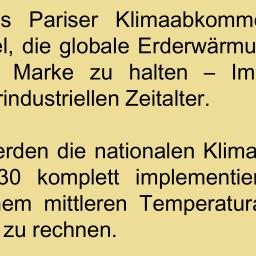 s Pariser Klimaabkomme
el, die globale Erderwärmu
Marke zu halten – Im
rindustriellen Zeitalter.
erden die nationalen Klima
30 komplett implementier
em mittleren Temperatura
zu rechnen.